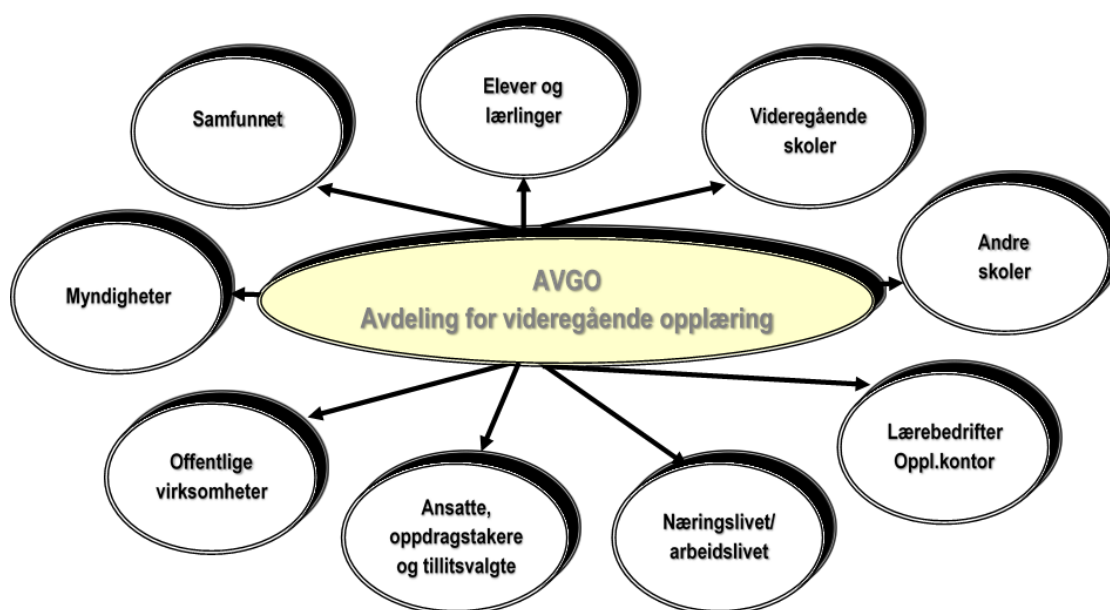 Elever og
lærlinger
Samfunnet
Videregående
skoler
Andre
skoler
AVGO
Avdeling for videregående opplæring
Myndigheter
Lærebedrifter
Oppl.kontor
Offentlige
virksomheter
Ansatte,
oppdragstakere
og tillitsvalgte
Næringslivet/
arbeidslivet